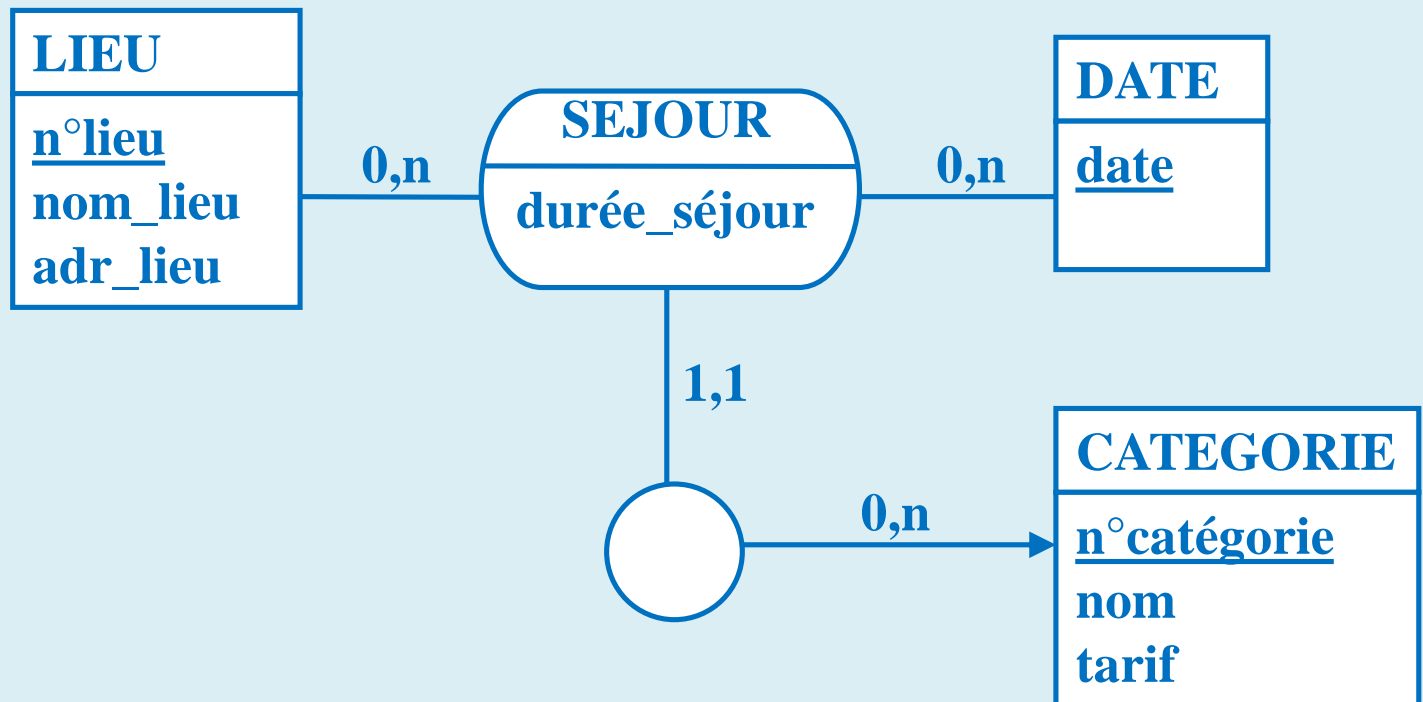 LIEU
n°lieu
nom_lieu
adr_lieu
0,n
SEJOUR
durée_séjour
0,n
DATE
date
1,1
0,n
CATEGORIE
n°catégorie
nom
tarif